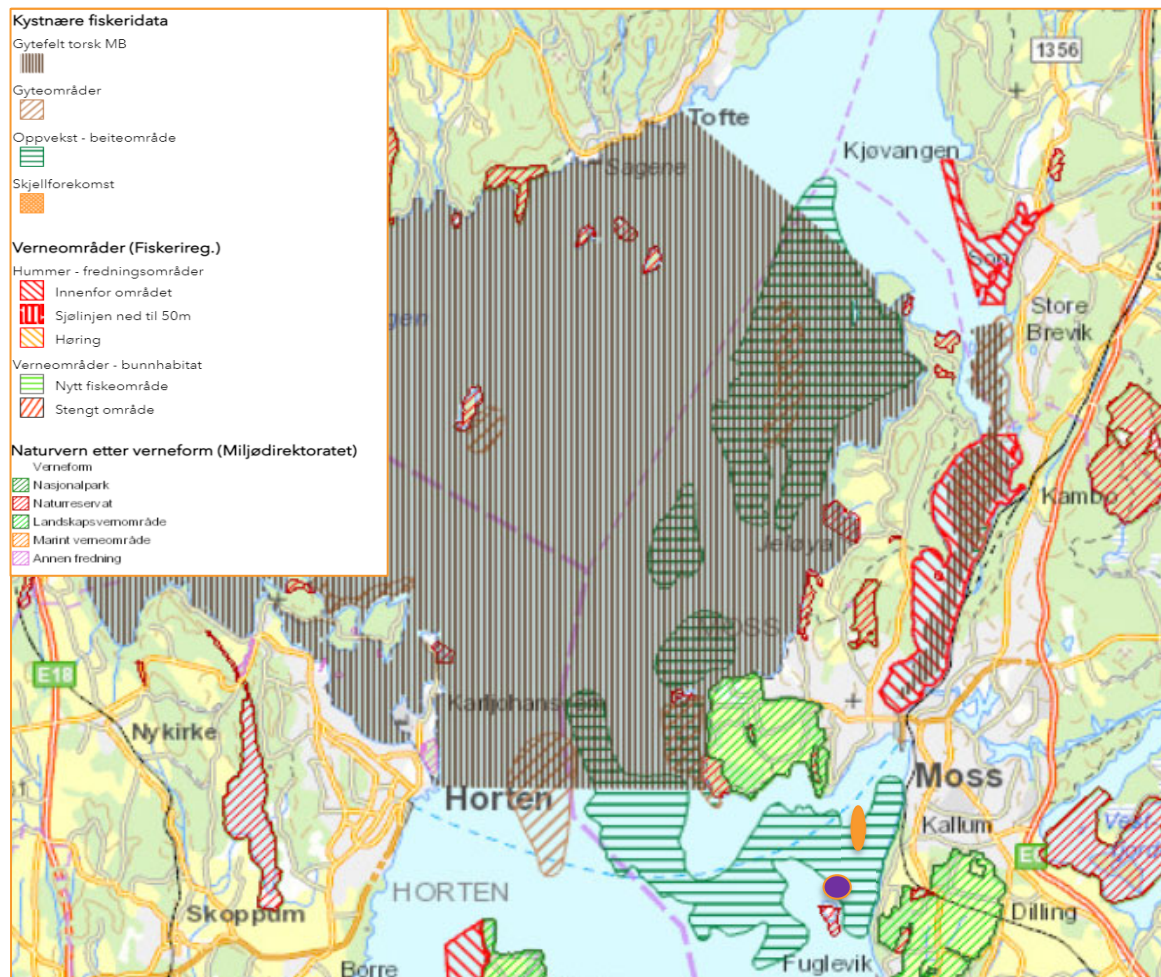 Kystnære fiskeridata
Gytefelt torsk MB
Gyteområder
Oppvekst - beiteområde
Skjellforekomst
Verneområder (Fiskerireg.)
Hummer - fredningsområder
Innenfor området
Sjølinjen ned til 50m
Høring
Verneområder - bunnhabitat
Nytt fiskeområde
Stengt område
Naturvern etter verneform (Miljødirektoratet)
Verneform
Nasjonalpark
Naturreservat
Landskapsvernområde
Marint verneområde
Annen fredning
1356
Tofte
Kjøvangen
Sagene
Son
Store
Brevik
Kambo
Jeløya
MOSS
E18
Nykirke
Karljohansvern
Horten
Moss
Kallum
HORTEN
Skoppum
Dilling
Fuglevik
Borre